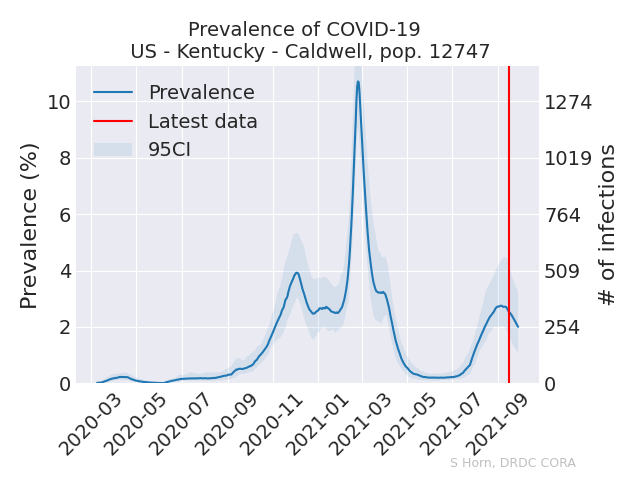 Prevalence of COVID-19
US - Kentucky - Caldwell, pop. 12747
Prevalence
Latest data
95CI
Prevalence (%)
10
8
6
4
2
0
1274
1019
764
509
254
0
# of infections
2020-03
2020-05
2020-07
2020-09
2020-11
2021-01
2021-03
2021-05
2021-07
2021-09
S Horn, DRDC CORA